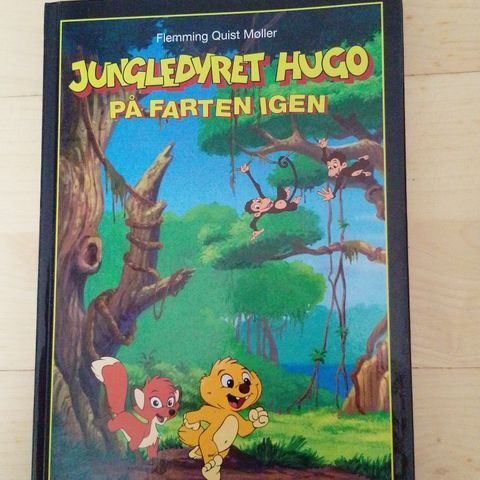 Flemming Quist Møller
JUNGLEDYRET HUGO
PÅ FARTEN IGEN